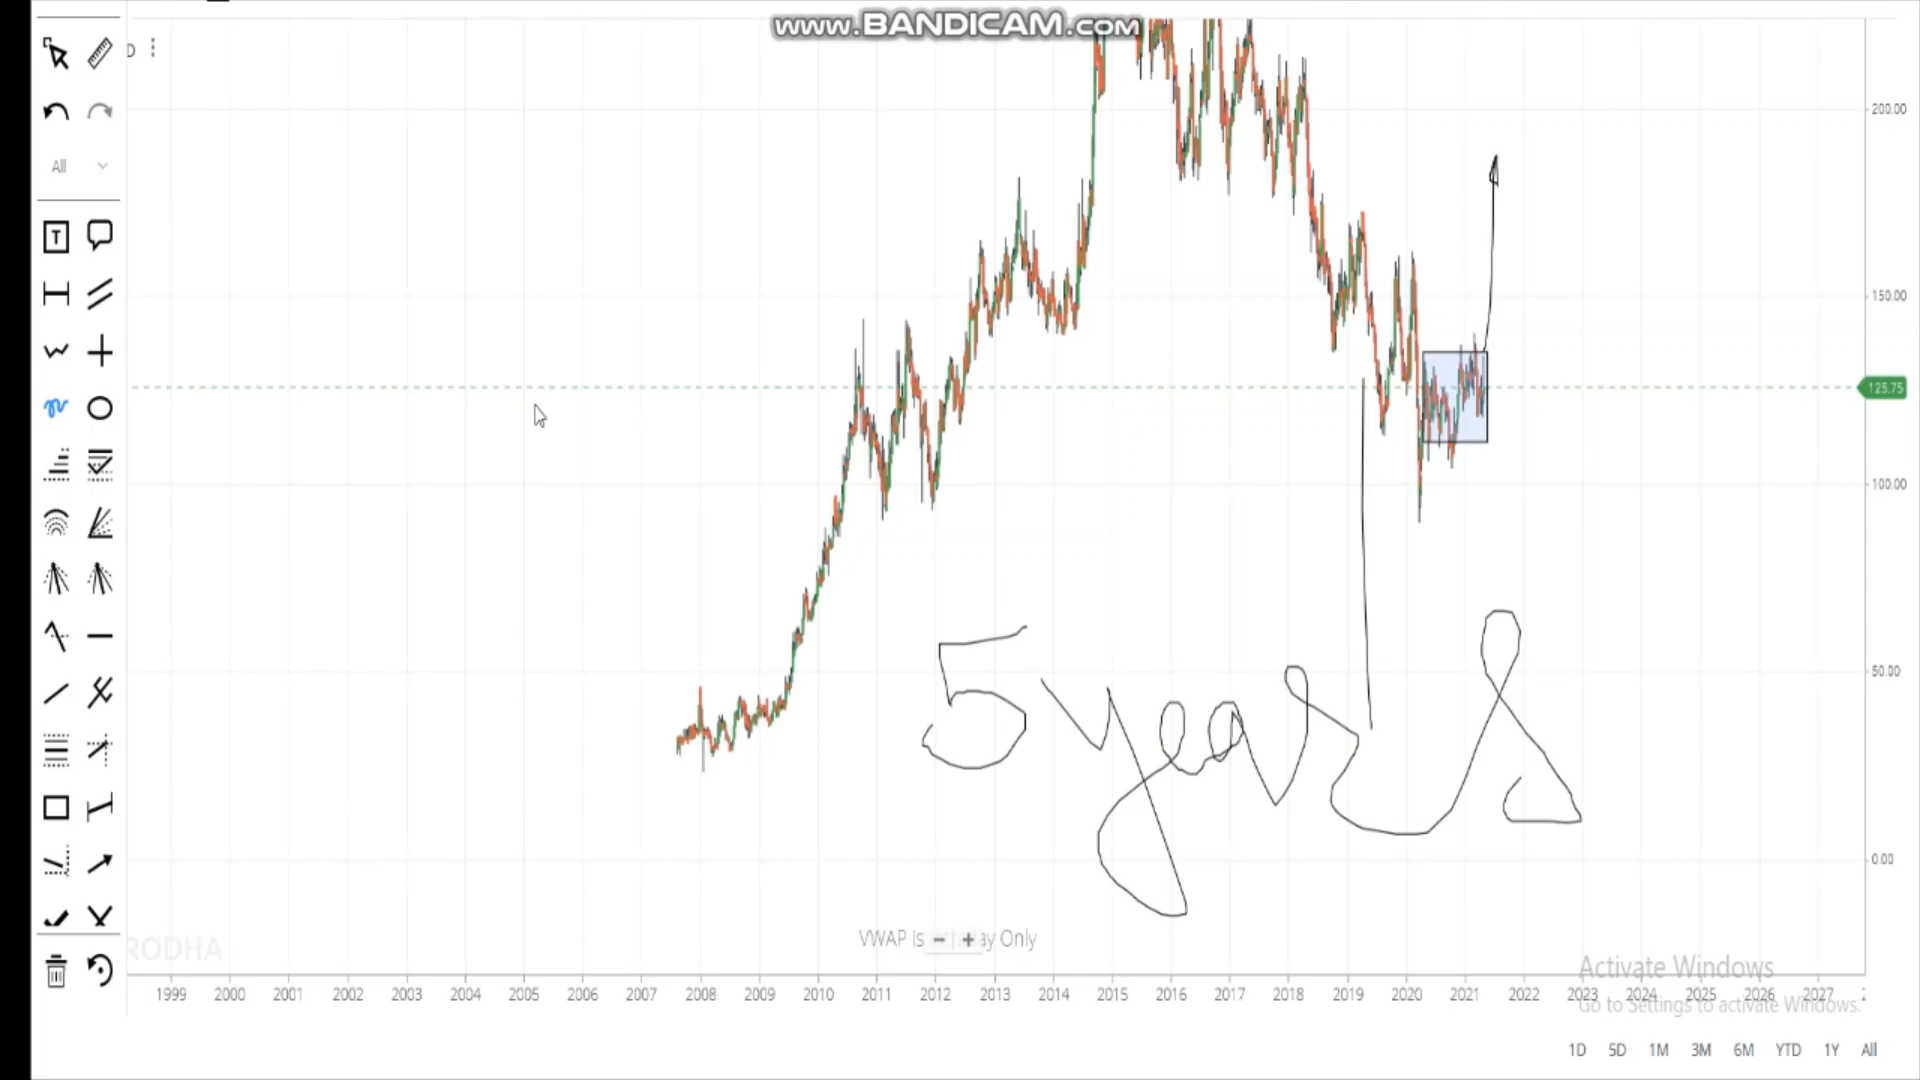 www.BANDICAM.com
D
All
T
200.00
150.00
125.75
100.00
50.00
0.00
5 years
VWAP is - + ay Only
RODHA
Activate Windows
Go to Settings to activate Windows.
1999 2000 2001 2002 2003 2004 2005 2006 2007 2008 2009 2010 2011 2012 2013 2014 2015 2016 2017 2018 2019 2020 2021 2022 2023 2024 2025 2026 2027
1D 5D 1M 3M 6M YTD 1Y All